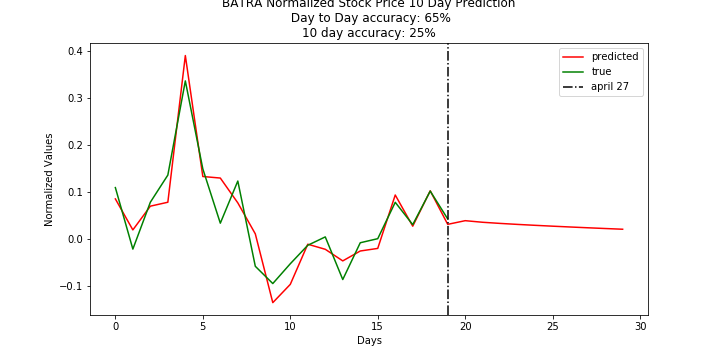 BATRA Normalized Stock Price 10 Day Prediction
Day to Day accuracy: 65%
10 day accuracy: 25%
predicted
true
april 27
0.4
0.3
0.2
0.1
0.0
−0.1
Normalized Values
0 5 10 15 20 25 30
Days